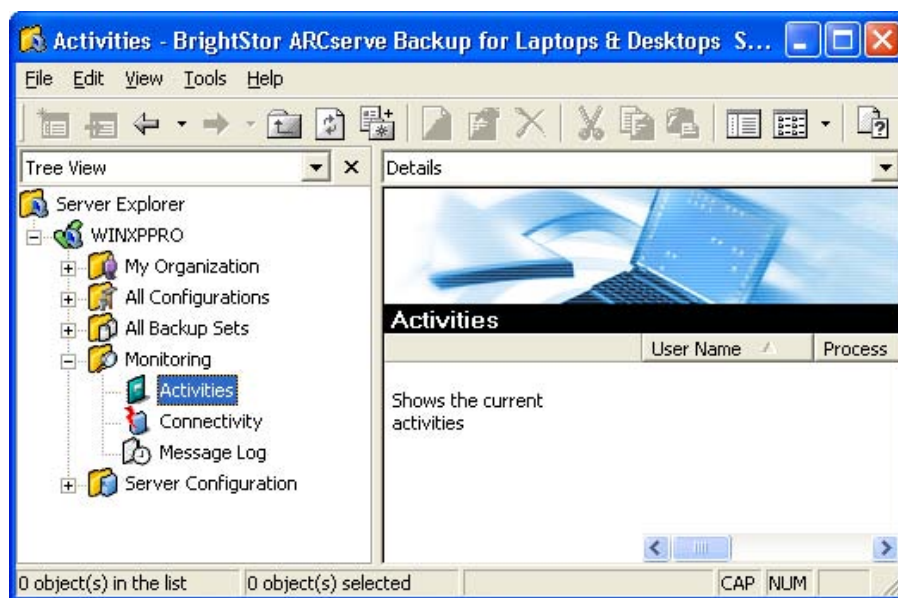 Activities - BrightStor ARCserve Backup for Laptops & Desktops S...
File Edit View Tools Help
Tree View
Details
Server Explorer
WINXPPRO
My Organization
All Configurations
All Backup Sets
Monitoring
Activities
Connectivity
Message Log
Server Configuration
Activities
User Name Process
Shows the current
activities
0 object(s) in the list 0 object(s) selected CAP NUM